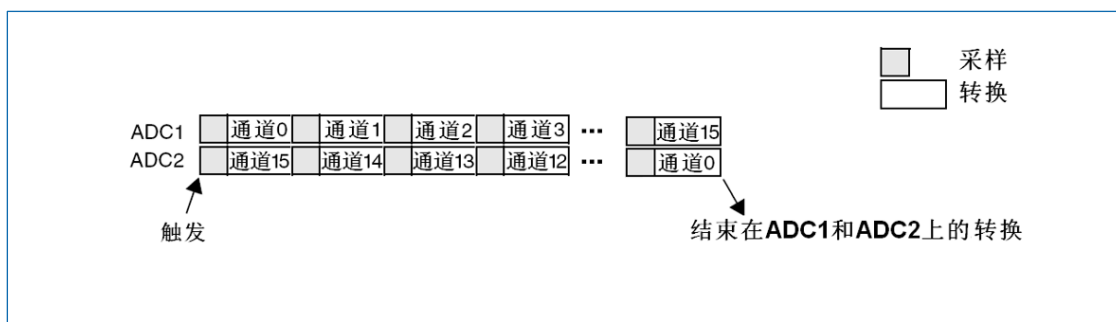 采样
转换
ADC1 通道0 通道1 通道2 通道3 ··· 通道15
ADC2 通道15 通道14 通道13 通道12 ··· 通道0
触发
结束在ADC1和ADC2上的转换